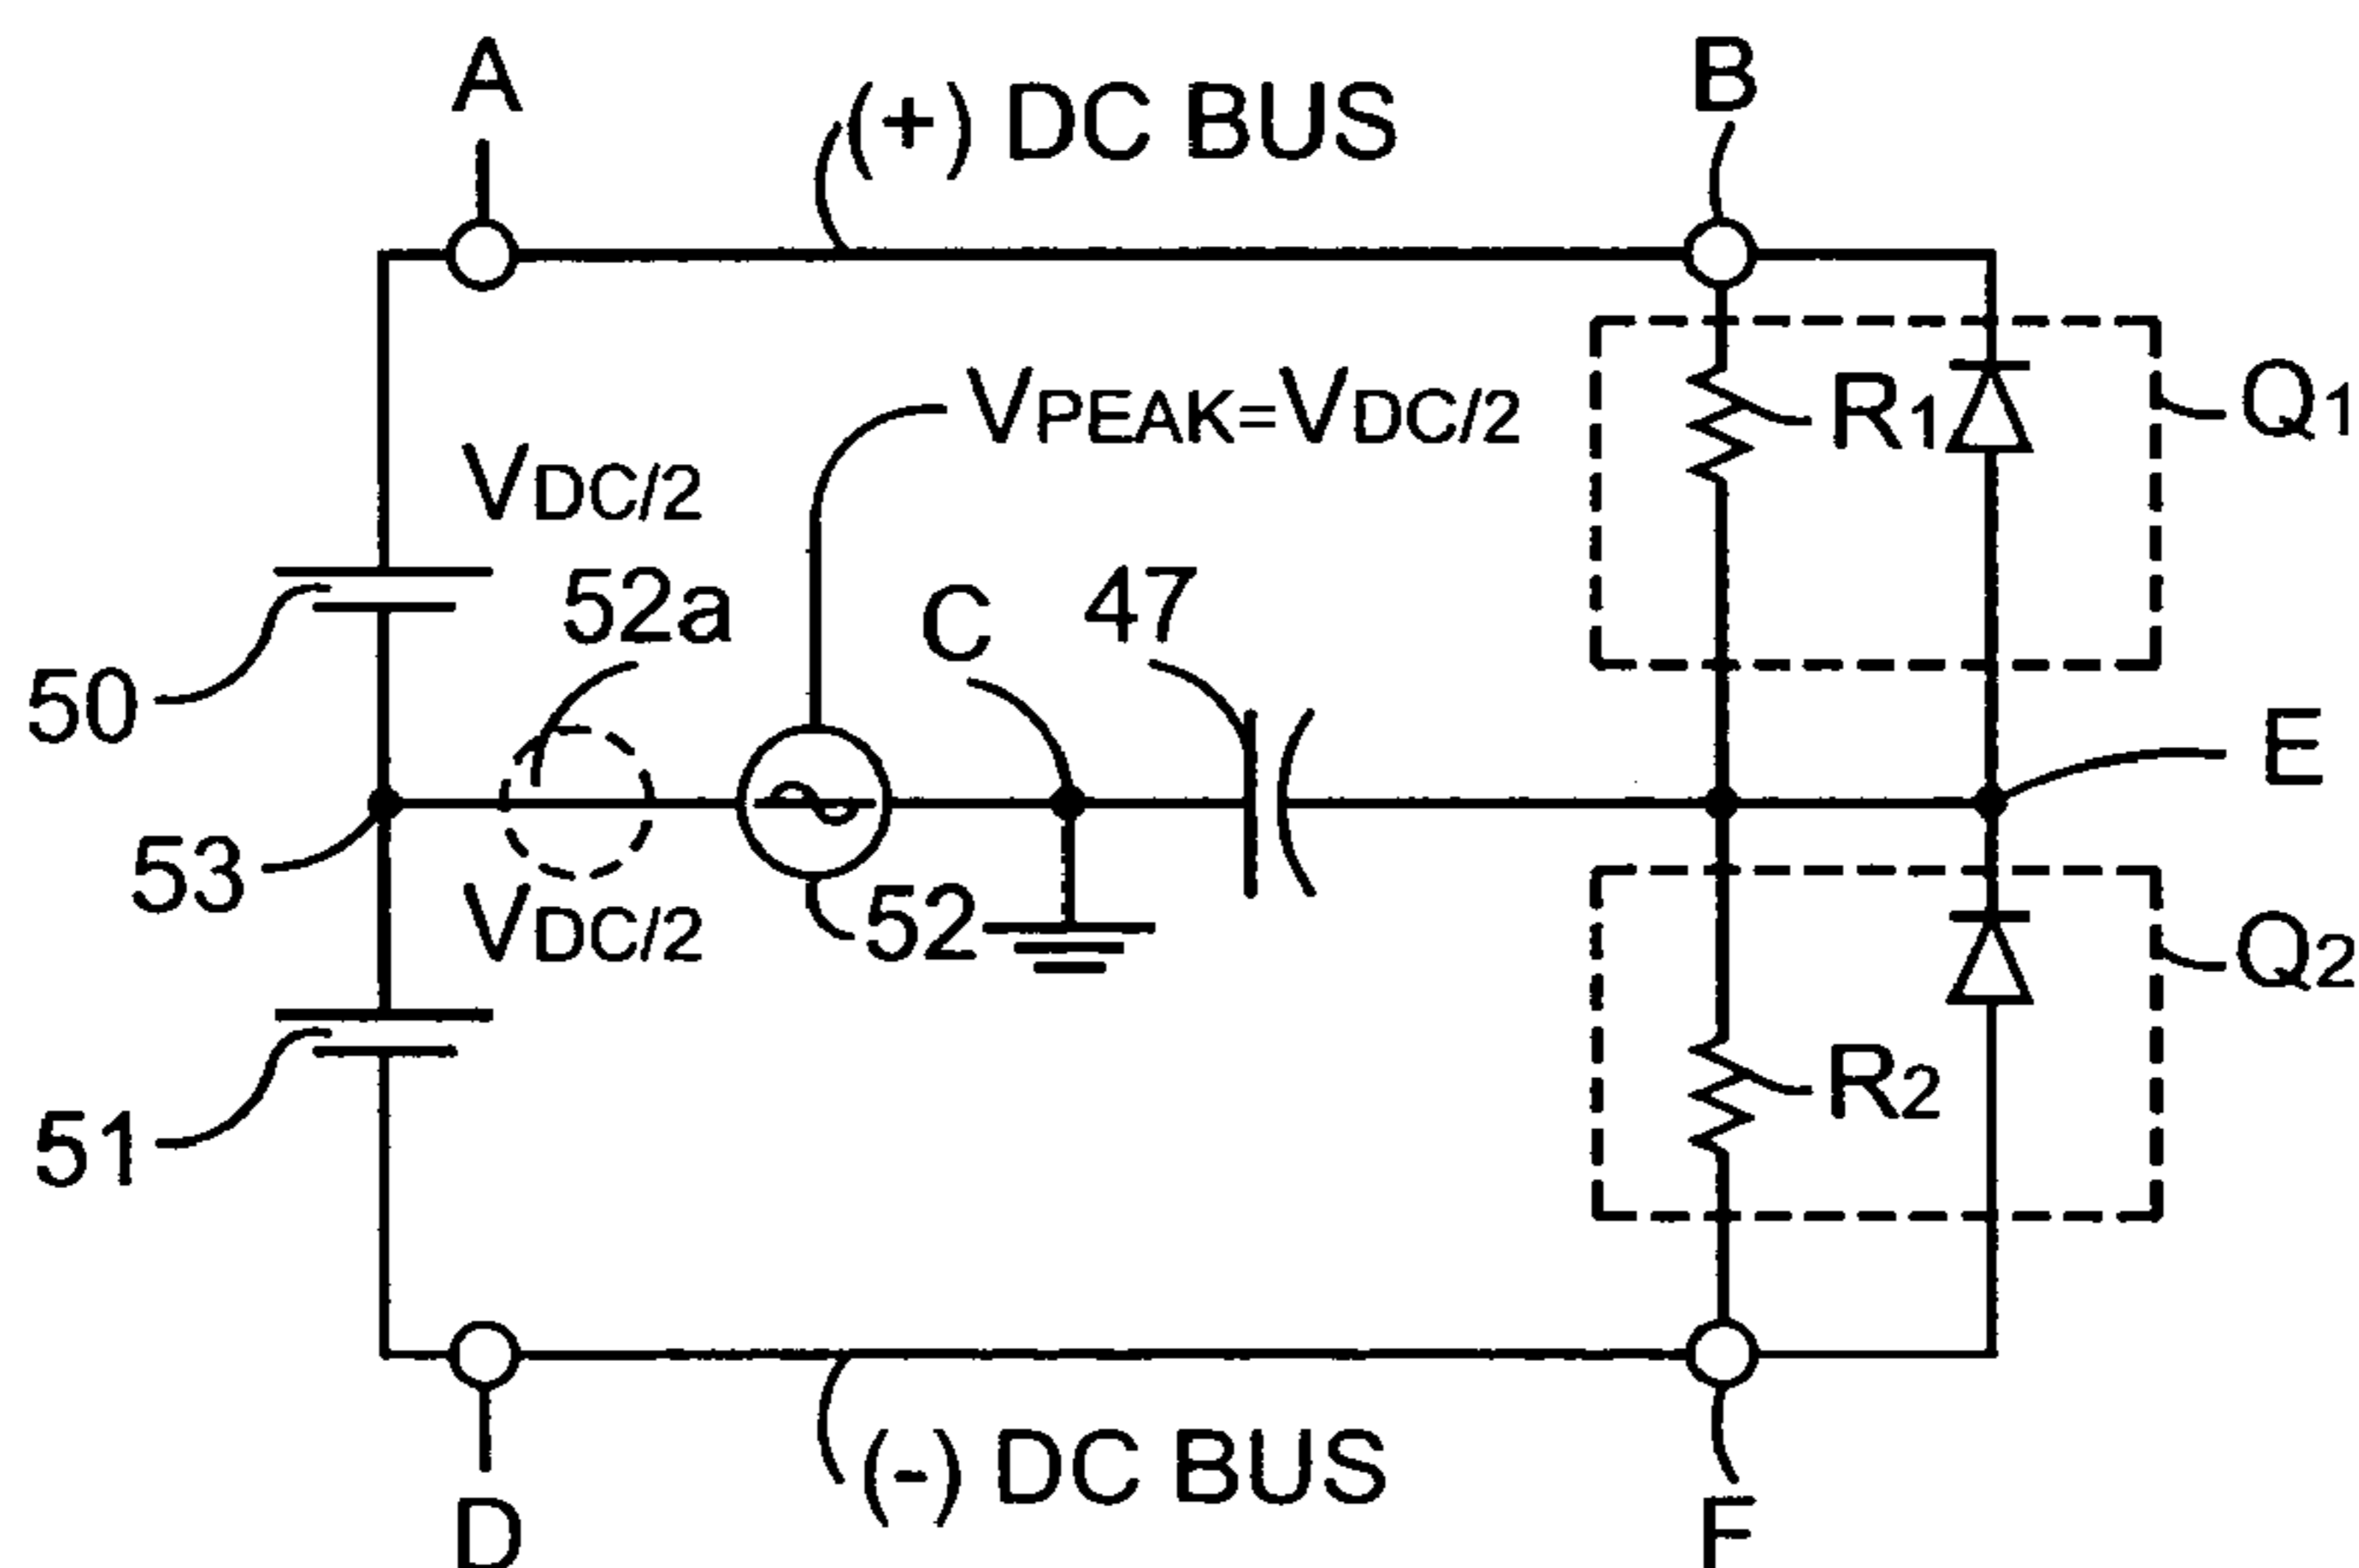 A
B
(+) DC BUS
VPEAK=VDC/2
R1
Q1
VDC/2
52a
C
47
50
E
53
VDC/2
52
Q2
R2
51
(-) DC BUS
D
F